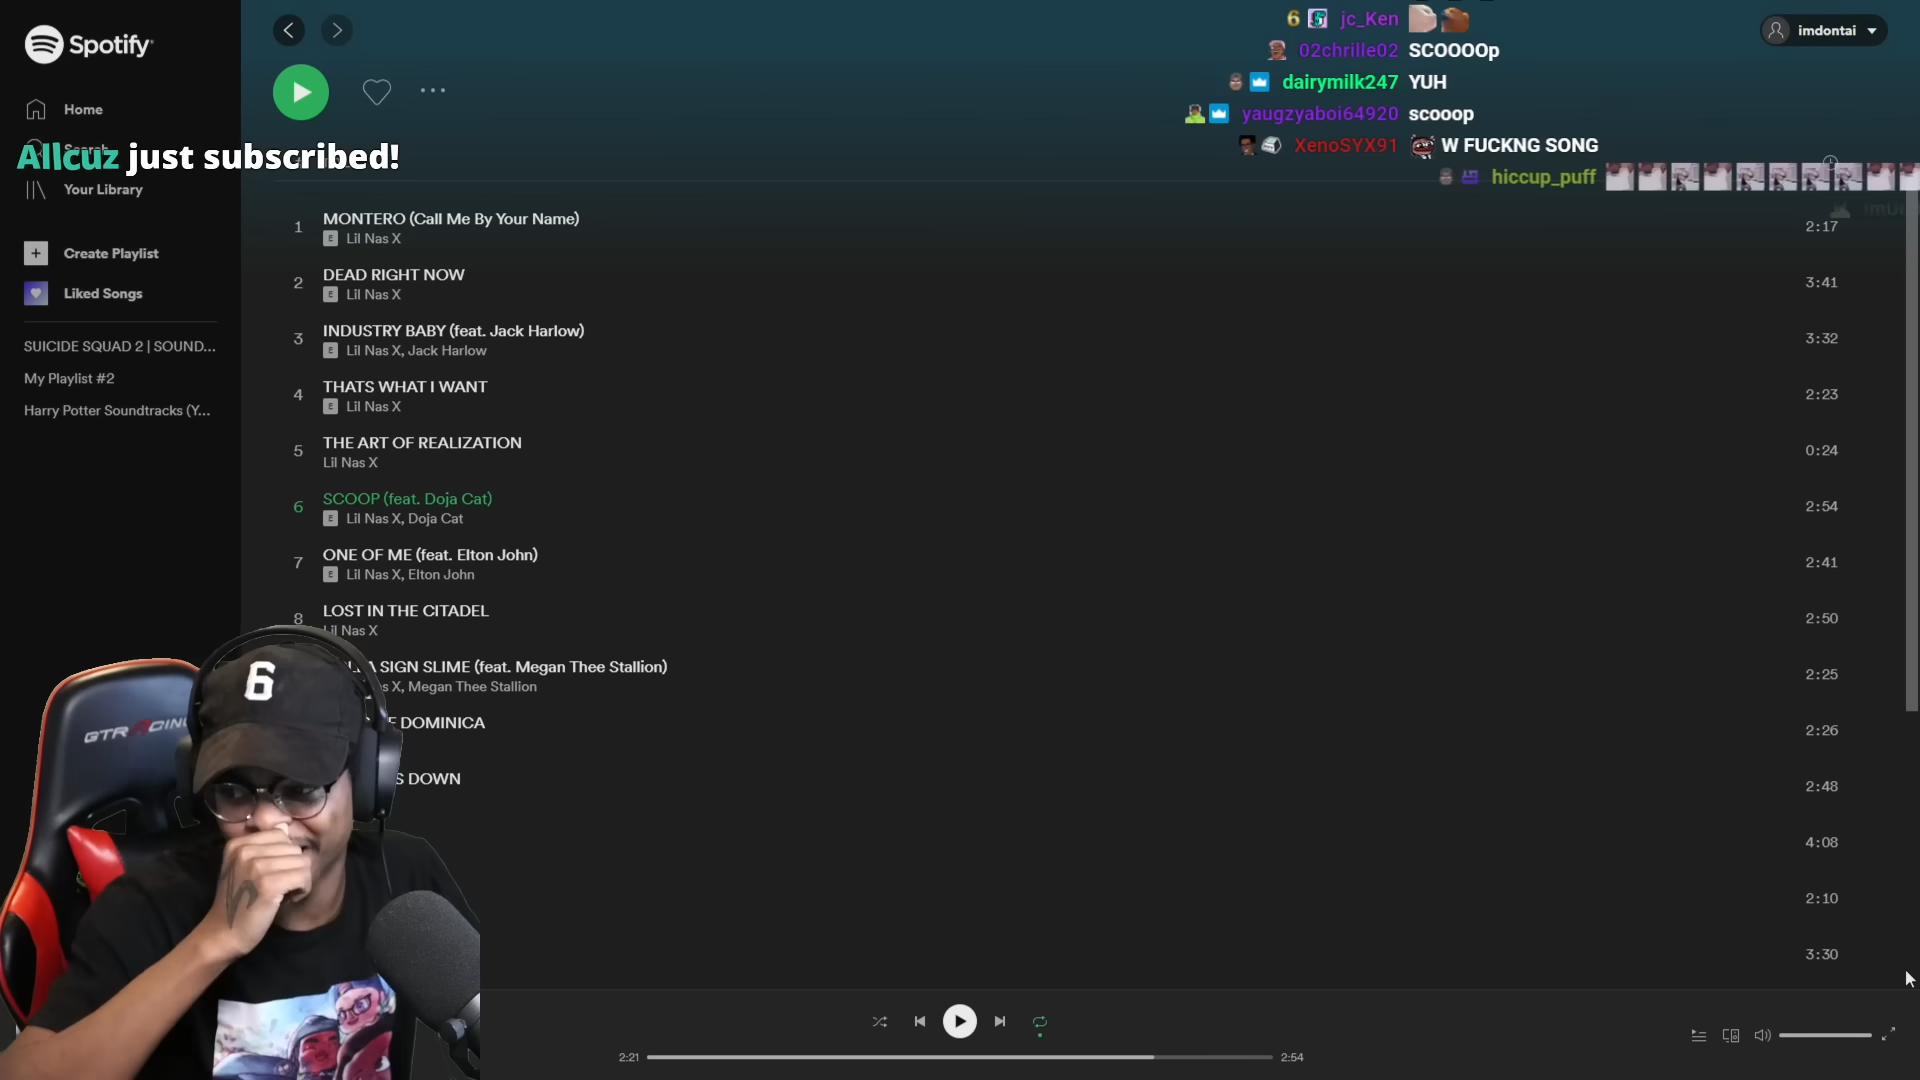 Spotify
imdontai
6 jc_Ken
02chrille02 SCOOOOp
dairymilk247 YUH
yaugzyaboi64920 scooop
XenoSYX91 W FUCKNG SONG
hiccup_puff
Home
Allcuz just subscribed!
Your Library
Create Playlist
Liked Songs
SUICIDE SQUAD 2 | SOUND...
My Playlist #2
Harry Potter Soundtracks (Y...
1 MONTERO (Call Me By Your Name) 2:17
E Lil Nas X
2 DEAD RIGHT NOW 3:41
E Lil Nas X
3 INDUSTRY BABY (feat. Jack Harlow) 3:32
E Lil Nas X, Jack Harlow
4 THATS WHAT I WANT 2:23
E Lil Nas X
5 THE ART OF REALIZATION 0:24
Lil Nas X
6 SCOOP (feat. Doja Cat) 2:54
E Lil Nas X, Doja Cat
7 ONE OF ME (feat. Elton John) 2:41
E Lil Nas X, Elton John
8 LOST IN THE CITADEL 2:50
Lil Nas X
SIGN SLIME (feat. Megan Thee Stallion) 2:25
X, Megan Thee Stallion
DOMINICA 2:26
DOWN 2:48
4:08
2:10
3:30
6
GTRACING
2:21 2:54